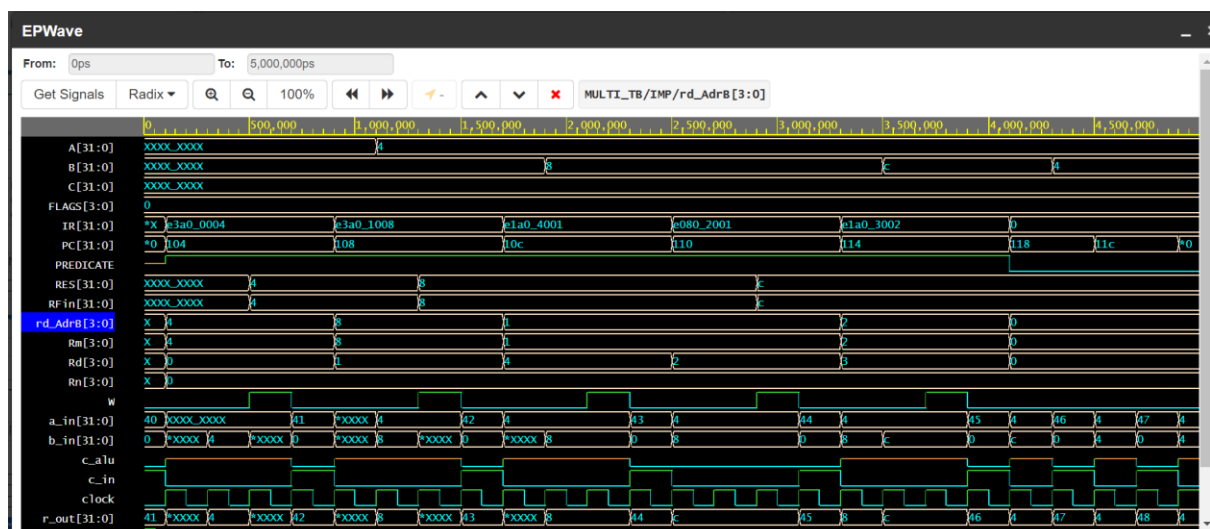 EPWave
From: 0ps To: 5,000,000ps
Get Signals Radix 100% MULTI_TB/IMP/rd_AdrB[3:0]
0 500,000 1,000,000 1,500,000 2,000,000 2,500,000 3,000,000 3,500,000 4,000,000 4,500,000
A[31:0] XXXX_XXXX 4
B[31:0] XXXX_XXXX 8 c 4
C[31:0] XXXX_XXXX
FLAGS[3:0] 0
IR[31:0] *X e3a0_0004 e3a0_1008 e1a0_4001 e080_2001 e1a0_3002 0
PC[31:0] *0 104 108 10c 110 114 118 11c *0
PREDICATE
RES[31:0] XXXX_XXXX 4 8 c
RFin[31:0] XXXX_XXXX 4 8 c
rd_AdrB[3:0] X 4 8 1 2 0
Rm[3:0] X 4 8 1 2 0
Rd[3:0] X 0 1 4 2 3 0
Rn[3:0] X 0
W
a_in[31:0] 40 XXXX_XXXX 41 *XXXX 4 42 4 43 4 44 4 45 4 46 4 47 4
b_in[31:0] 0 *XXXX 4 *XXXX 0 *XXXX 8 *XXXX 0 *XXXX 8 0 8 0 8 c 0 c 0 4 0 4
c_alu
c_in
clock
r_out[31:0] 41 *XXXX 4 *XXXX 42 *XXXX 8 *XXXX 43 *XXXX 8 44 c 45 8 c 46 4 47 4 48 4